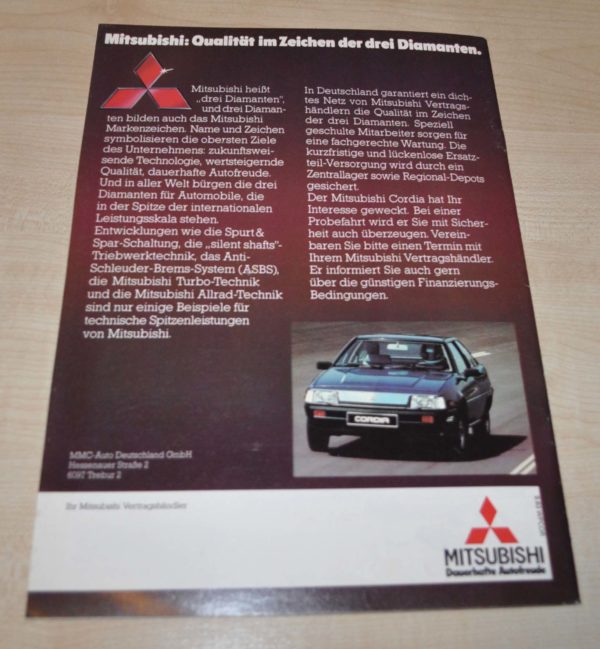 Mitsubishi: Qualität im Zeichen der drei Diamanten.
Mitsubishi heißt
„drei Diamanten",
und drei Diaman-
ten bilden auch das Mitsubishi
Markenzeichen. Name und Zeichen
symbolisieren die obersten Ziele
des Unternehmens: zukunftswei-
sende Technologie, wertsteigernde
Qualität, dauerhafte Autofreude.
Und in aller Welt bürgen die drei
Diamanten für Automobile, die
in der Spitze der internationalen
Leistungsskala stehen.
Entwicklungen wie die Spurt &
Spar-Schaltung, die „silent shafts"-
Triebwerktechnik, das Anti-
Schleuder-Brems-System (ASBS),
die Mitsubishi Turbo-Technik
und die Mitsubishi Allrad-Technik
sind nur einige Beispiele für
technische Spitzenleistungen
von Mitsubishi.
In Deutschland garantiert ein dich-
tes Netz von Mitsubishi Vertrags-
händlern die Qualität im Zeichen
der drei Diamanten. Speziell
geschulte Mitarbeiter sorgen für
eine fachgerechte Wartung. Die
kurzfristige und lückenlose Ersatz-
teil-Versorgung wird durch ein
Zentrallager sowie Regional-Depots
gesichert.
Der Mitsubishi Cordia hat Ihr
Interesse geweckt. Bei einer
Probefahrt wird er Sie mit Sicher-
heit auch überzeugen. Verein-
baren Sie bitte einen Termin mit
Ihrem Mitsubishi Vertragshändler.
Er informiert Sie auch gern
über die günstigen Finanzierungs-
Bedingungen.
CORDIA
MMC-Auto Deutschland GmbH
Hessenauer Straße 2
6097 Trebur 2
Ihr Mitsubishi Vertragshändler
MITSUBISHI
Dauerhafte Autofreude